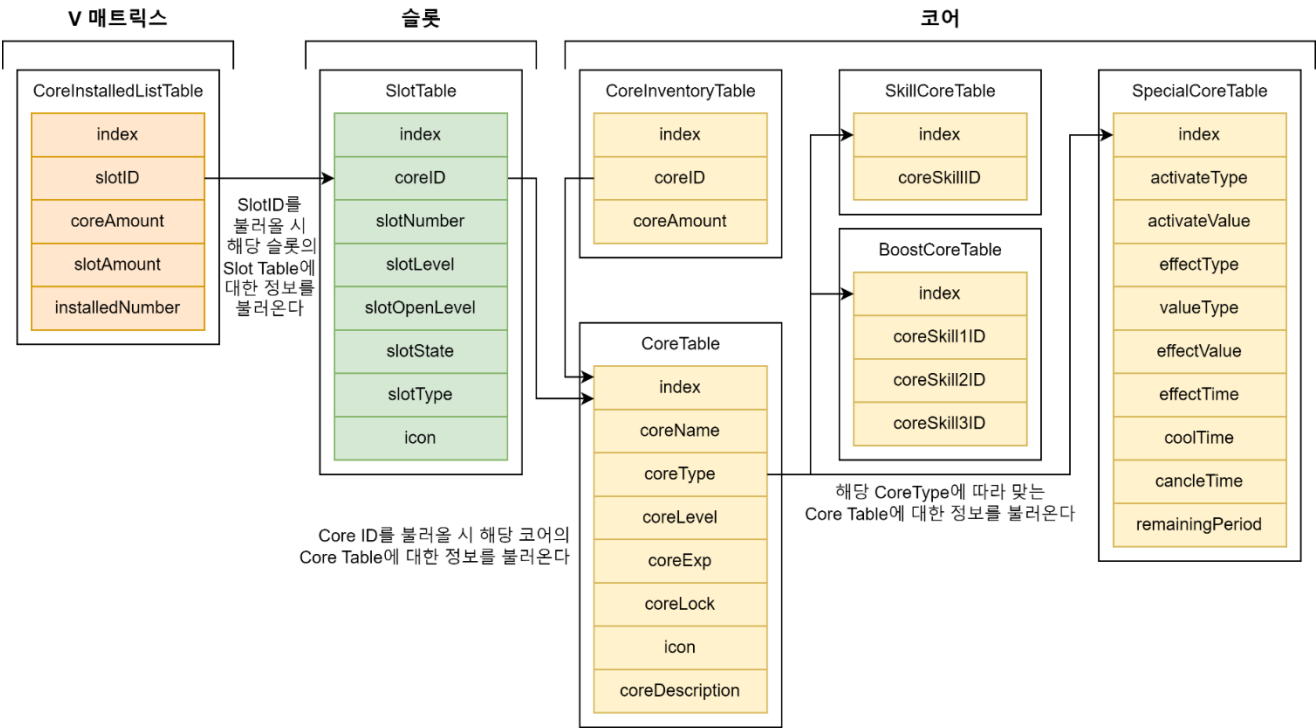 V 매트릭스
슬롯
코어
CoreInstalledListTable
index
slotID
coreAmount
slotAmount
installedNumber
SlotID를
불러올 시
해당 슬롯의
Slot Table에
대한 정보를
불러온다
SlotTable
index
coreID
slotNumber
slotLevel
slotOpenLevel
slotState
slotType
icon
Core ID를 불러올 시 해당 코어의
Core Table에 대한 정보를 불러온다
CoreInventoryTable
index
coreID
coreAmount
CoreTable
index
coreName
coreType
coreLevel
coreExp
coreLock
icon
coreDescription
SkillCoreTable
index
coreSkillID
BoostCoreTable
index
coreSkill1ID
coreSkill2ID
coreSkill3ID
해당 CoreType에 따라 맞는
Core Table에 대한 정보를 불러온다
SpecialCoreTable
index
activateType
activateValue
effectType
valueType
effectValue
effectTime
coolTime
cancleTime
remainingPeriod